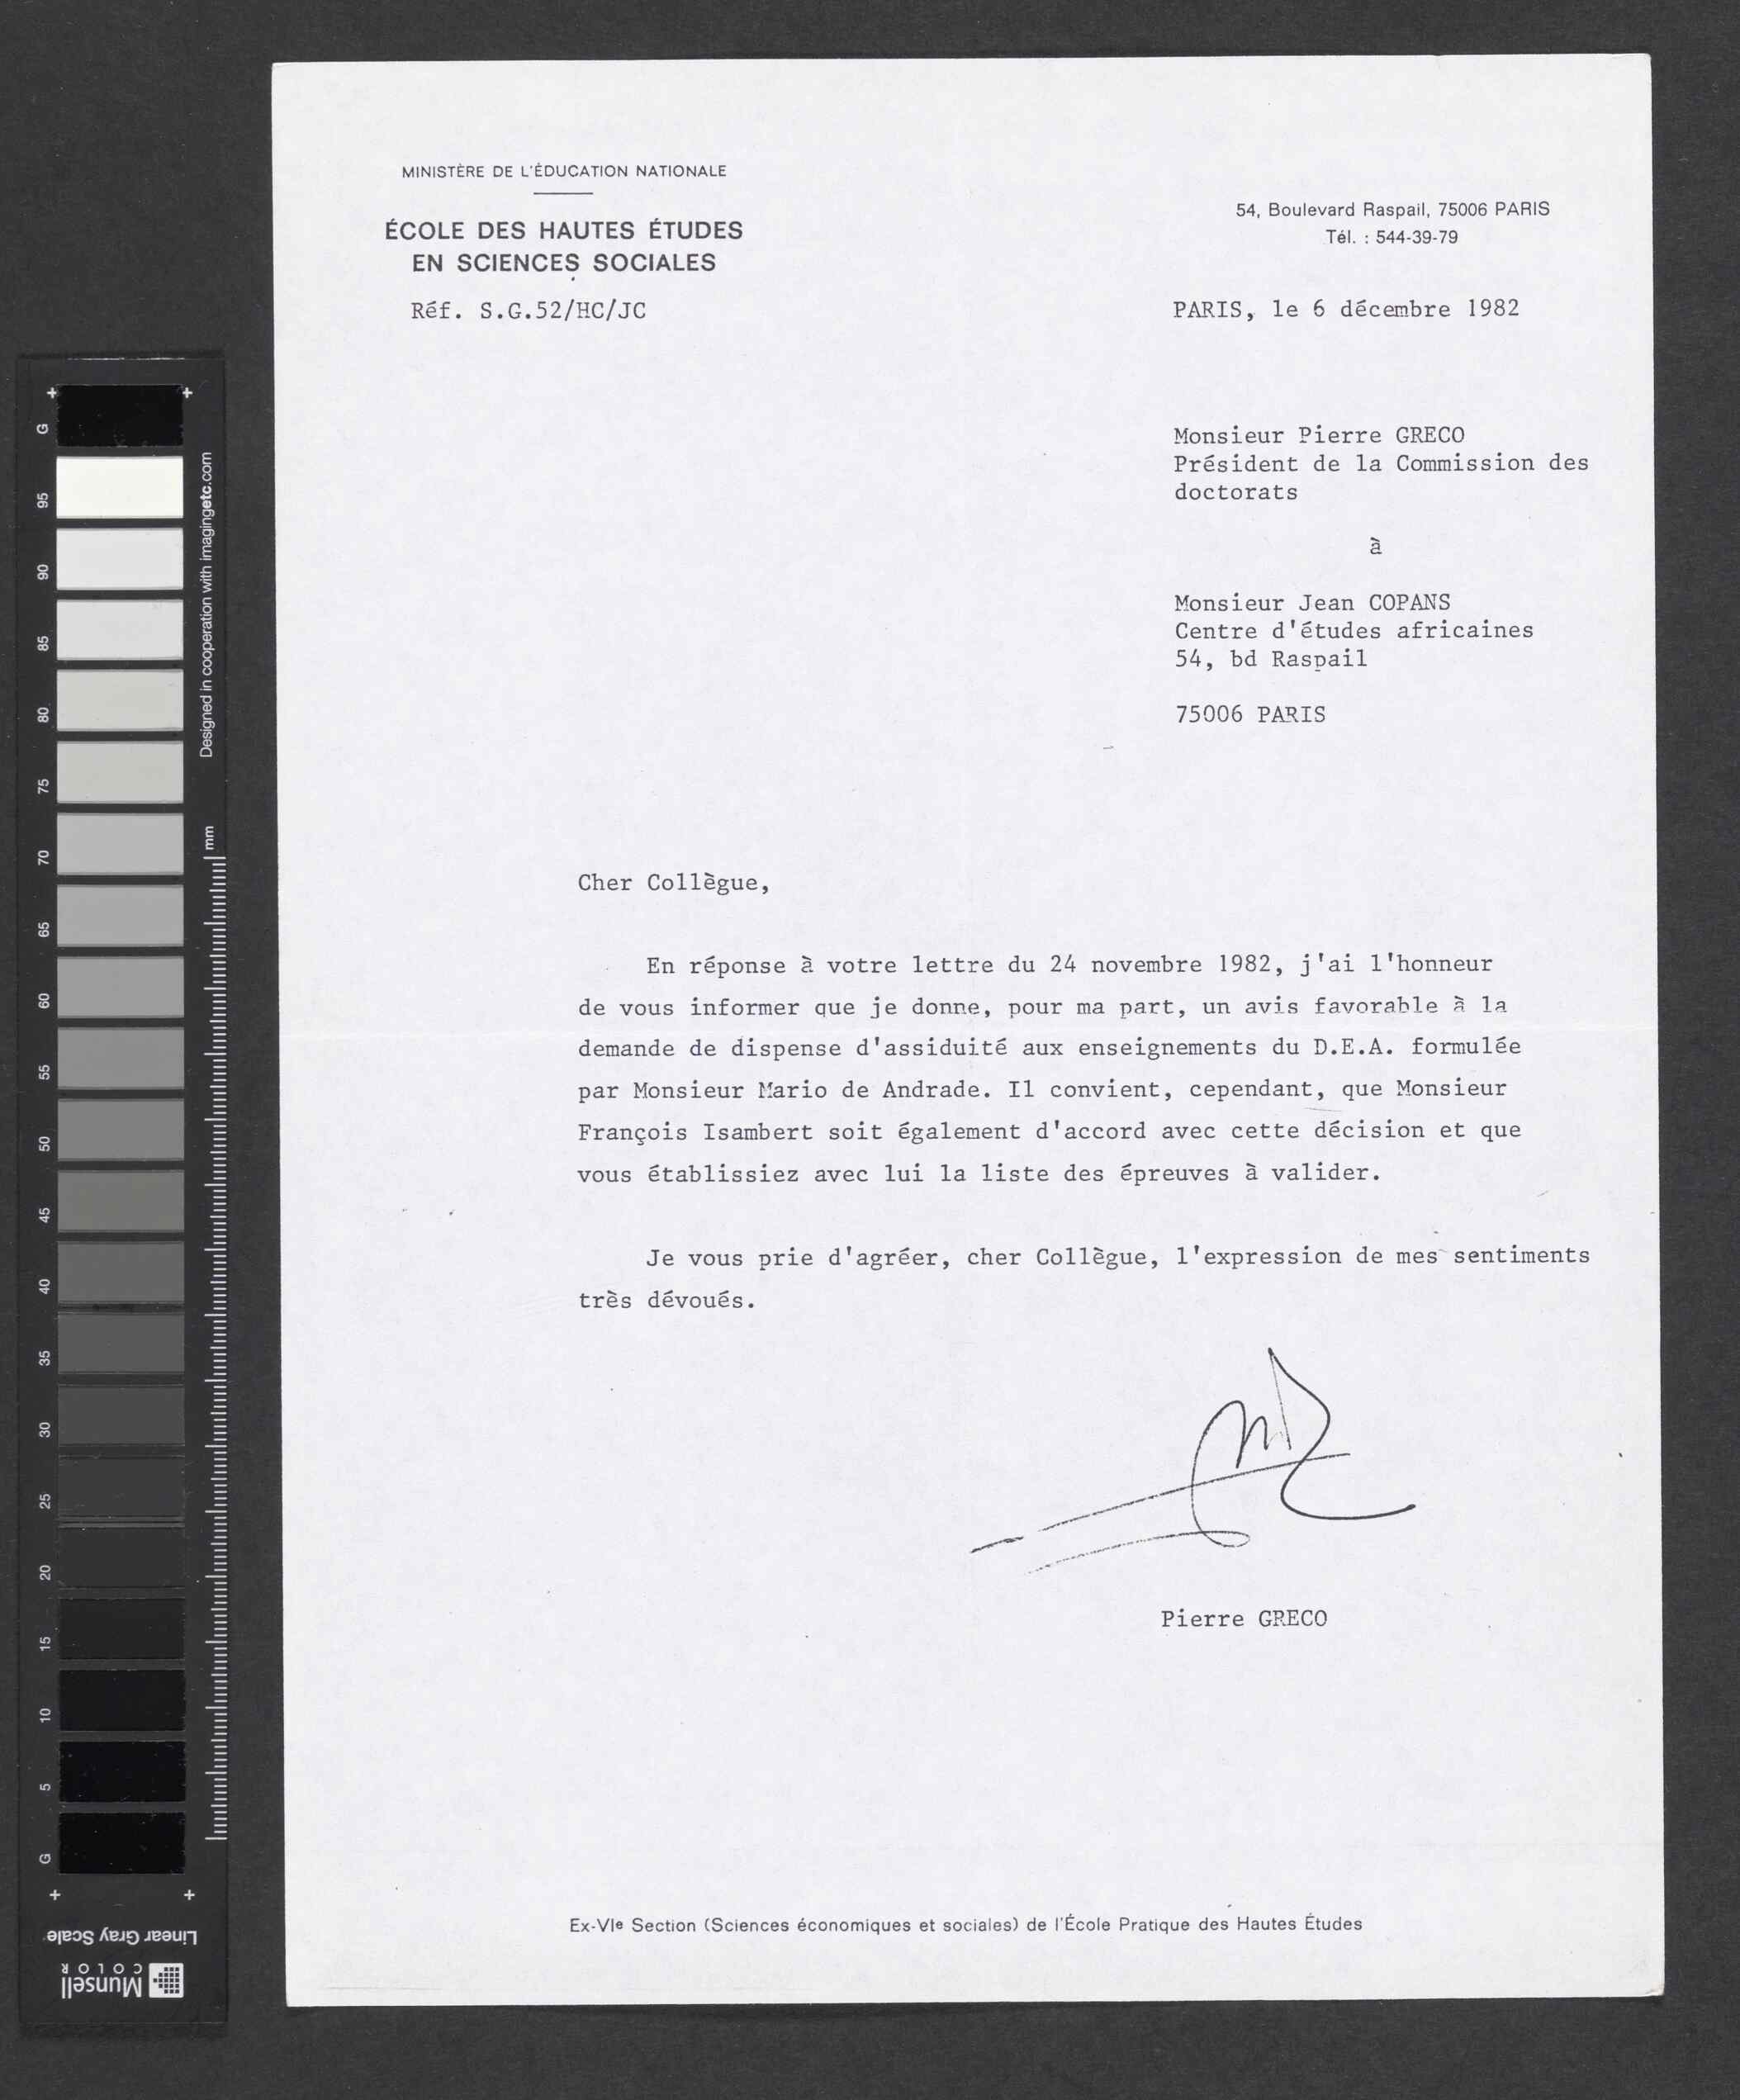 MINISTÈRE DE L'ÉDUCATION NATIONALE
ÉCOLE DES HAUTES ÉTUDES
EN SCIENCES SOCIALES
Réf. S.G.52/HC/JC
54, Boulevard Raspail, 75006 PARIS
Tél. : 544-39-79
PARIS, le 6 décembre 1982
Monsieur Pierre GRECO
Président de la Commission des
doctorats
à
Monsieur Jean COPANS
Centre d'études africaines
54, bd Raspail
75006 PARIS
Cher Collègue,
En réponse à votre lettre du 24 novembre 1982, j'ai l'honneur
de vous informer que je donne, pour ma part, un avis favorable à la
demande de dispense d'assiduité aux enseignements du D.E.A. formulée
par Monsieur Mario de Andrade. Il convient, cependant, que Monsieur
François Isambert soit également d'accord avec cette décision et que
vous établissiez avec lui la liste des épreuves à valider.
Je vous prie d'agréer, cher Collègue, l'expression de mes sentiments
très dévoués.
Pierre GRECO
Ex-VIe Section (Sciences économiques et sociales) de l'École Pratique des Hautes Études
G
95
90
85
80
75
70
65
60
55
50
45
40
35
30
25
20
15
10
5
G
Designed in cooperation with imagingetc.com
mm
Linear Gray Scale
Munsell
COLOR